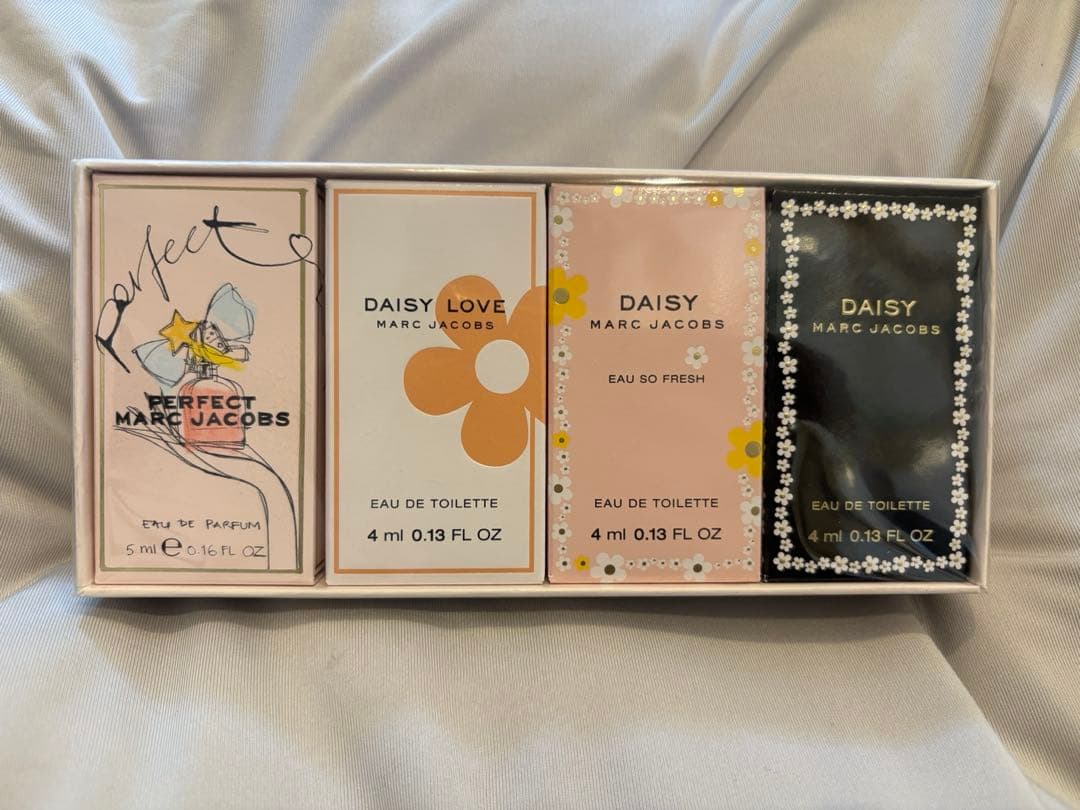 Perfect
PERFECT
MARC JACOBS
EAU DE PARFUM
5 ml e 0.16 FL OZ
DAISY LOVE
MARC JACOBS
EAU DE TOILETTE
4 ml 0.13 FL OZ
DAISY
MARC JACOBS
EAU SO FRESH
EAU DE TOILETTE
4 ml 0.13 FL OZ
DAISY
MARC JACOBS
EAU DE TOILETTE
4 ml 0.13 FL OZ